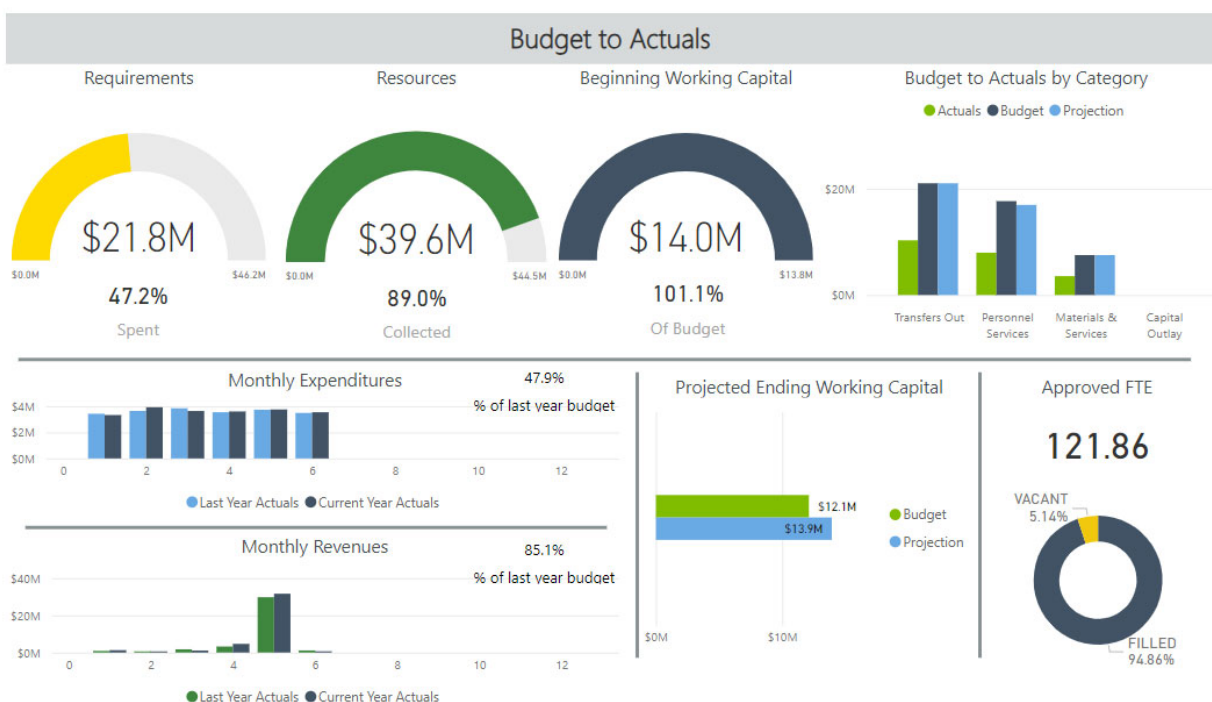 Budget to Actuals
Requirements
$21.8M
$0.0M
$46.2M
47.2%
Spent
Resources
$39.6M
$0.0M
$44.5M
89.0%
Collected
Beginning Working Capital
$14.0M
$0.0M
$13.8M
101.1%
Of Budget
Budget to Actuals by Category
Actuals Budget Projection
$20M
$0M
Transfers Out
Personnel
Services
Materials &
Services
Capital
Outlay
Monthly Expenditures
47.9%
% of last year budget
$4M
$2M
$0M
0 2 4 6 8 10 12
Last Year Actuals Current Year Actuals
Monthly Revenues
85.1%
% of last year budget
$40M
$20M
$0M
0 2 4 6 8 10 12
Last Year Actuals Current Year Actuals
Projected Ending Working Capital
$12.1M
$13.9M
Budget
Projection
$0M $10M
Approved FTE
121.86
VACANT
5.14%
FILLED
94.86%